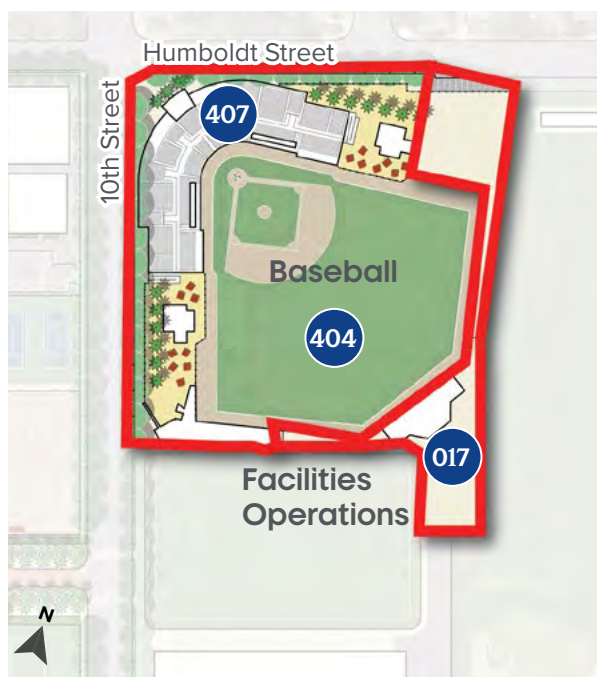 Humboldt Street
10th Street
407
Baseball
404
017
Facilities
Operations
N